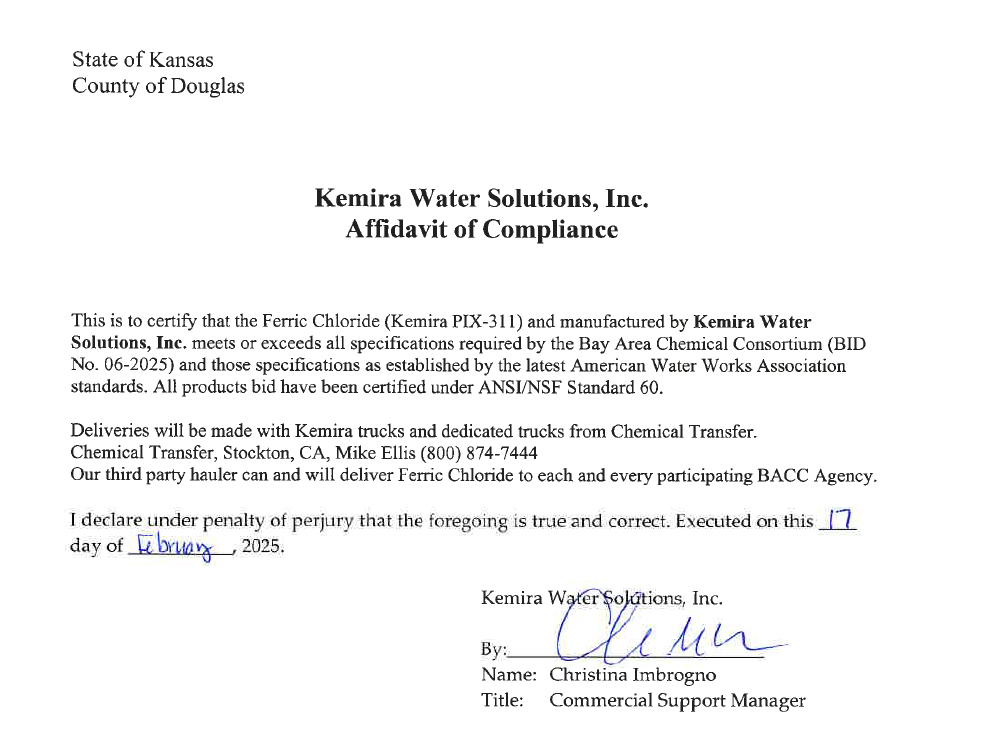 State of Kansas
County of Douglas
Kemira Water Solutions, Inc.
Affidavit of Compliance
This is to certify that the Ferric Chloride (Kemira PIX-311) and manufactured by Kemira Water
Solutions, Inc. meets or exceeds all specifications required by the Bay Area Chemical Consortium (BID
No. 06-2025) and those specifications as established by the latest American Water Works Association
standards. All products bid have been certified under ANSI/NSF Standard 60.
Deliveries will be made with Kemira trucks and dedicated trucks from Chemical Transfer.
Chemical Transfer, Stockton, CA, Mike Ellis (800) 874-7444
Our third party hauler can and will deliver Ferric Chloride to each and every participating BACC Agency.
I declare under penalty of perjury that the foregoing is true and correct. Executed on this 17
day of February, 2025.
Kemira Water Solutions, Inc.
By:
Name: Christina Imbrogno
Title: Commercial Support Manager